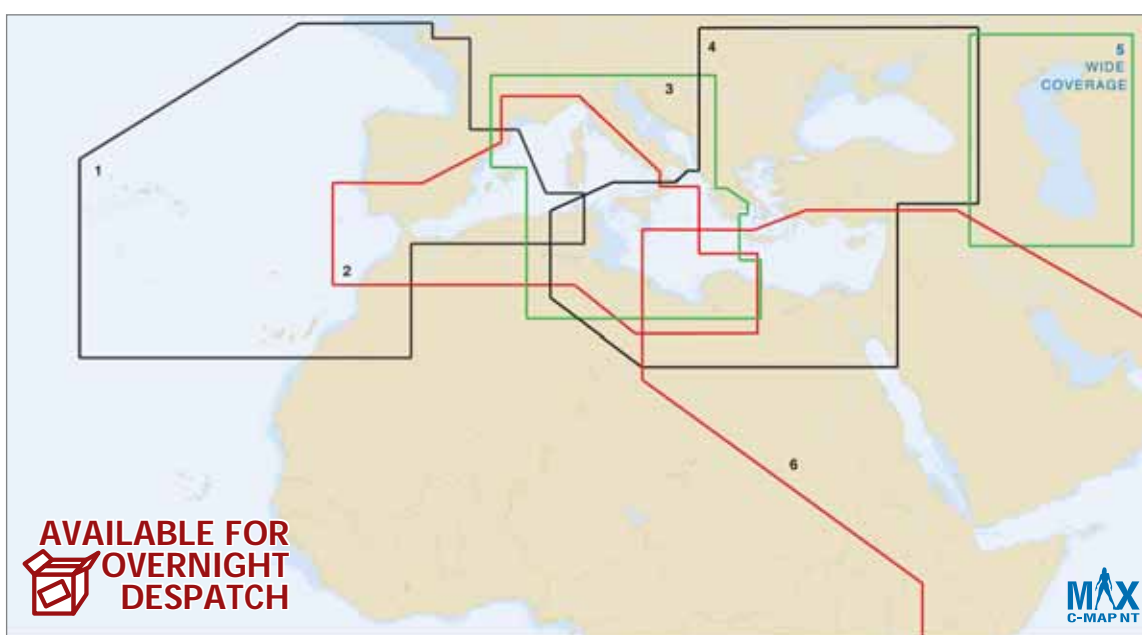 4
5
WIDE
COVERAGE
3
1
2
6
AVAILABLE FOR
OVERNIGHT
DESPATCH
MAX
C-MAP NT